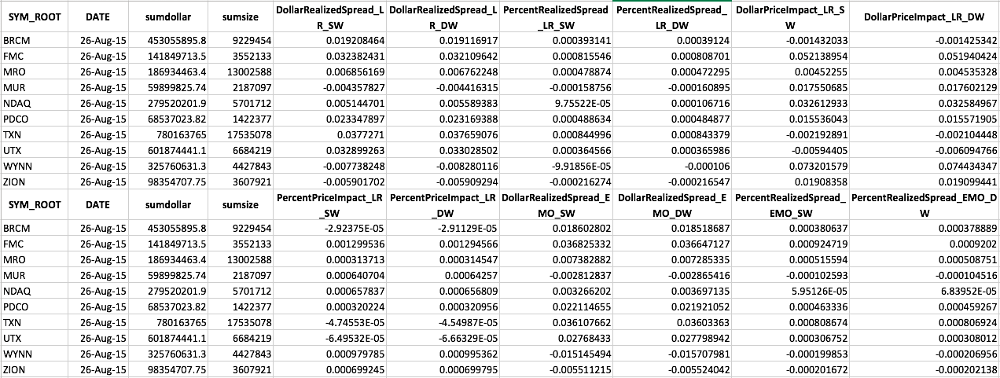 SYM_ROOT DATE sumdollar sumsize DollarRealizedSpread_L DollarRealizedSpread_L PercentRealizedSpread PercentRealizedSpread_ DollarPriceImpact_LR_S DollarPriceImpact_LR_DW
R_SW R_DW _LR_SW LR_DW W
BRCM 26-Aug-15 453055895.8 9229454 0.019208464 0.019116917 0.000393141 0.00039124 -0.001432033 -0.001425342
FMC 26-Aug-15 141849713.5 3552133 0.032382431 0.032109642 0.000815546 0.000808701 0.052138954 0.051940424
MRO 26-Aug-15 186934463.4 13002588 0.006856169 0.006762248 0.000478874 0.000472295 0.00452255 0.004535328
MUR 26-Aug-15 59899825.74 2187097 -0.004357827 -0.004416315 -0.000158756 -0.000160895 0.017550685 0.017602129
NDAQ 26-Aug-15 279520201.9 5701712 0.005144701 0.005589383 9.75522E-05 0.000106716 0.032612933 0.032584967
PDCO 26-Aug-15 68537023.82 1422377 0.023347897 0.023169388 0.000488634 0.000484877 0.015536043 0.015571905
TXN 26-Aug-15 780163765 17535078 0.0377271 0.037659076 0.000844996 0.000843379 -0.002192891 -0.002104448
UTX 26-Aug-15 601874441.1 6684219 0.032899263 0.033028502 0.000364566 0.000365986 -0.00594405 -0.006094766
WYNN 26-Aug-15 325760631.3 4427843 -0.007738248 -0.008280116 -9.91856E-05 -0.000106 0.073201579 0.074434347
ZION 26-Aug-15 98354707.75 3607921 -0.005901702 -0.005909294 -0.000216274 -0.000216547 0.01908358 0.019099441
SYM_ROOT DATE sumdollar sumsize PercentPriceImpact_LR PercentPriceImpact_LR DollarRealizedSpread_E DollarRealizedSpread_E PercentRealizedSpread_ PercentRealizedSpread_EMO_D
_SW _DW MO_SW MO_DW EMO_SW W
BRCM 26-Aug-15 453055895.8 9229454 -2.92375E-05 -2.91129E-05 0.018602802 0.018518687 0.000380637 0.000378889
FMC 26-Aug-15 141849713.5 3552133 0.001299536 0.001294566 0.036825332 0.036647127 0.000924719 0.0009202
MRO 26-Aug-15 186934463.4 13002588 0.000313713 0.000314547 0.007382882 0.007285335 0.000515594 0.000508751
MUR 26-Aug-15 59899825.74 2187097 0.000640704 0.00064257 -0.002812837 -0.002865416 -0.000102593 -0.000104516
NDAQ 26-Aug-15 279520201.9 5701712 0.000657837 0.000656809 0.003266202 0.003697135 5.95126E-05 6.83952E-05
PDCO 26-Aug-15 68537023.82 1422377 0.000320224 0.000320956 0.022114655 0.021921052 0.000463336 0.000459267
TXN 26-Aug-15 780163765 17535078 -4.74553E-05 -4.54987E-05 0.036107662 0.03603363 0.000808674 0.000806924
UTX 26-Aug-15 601874441.1 6684219 -6.49532E-05 -6.66329E-05 0.02768433 0.027798942 0.000306752 0.000308012
WYNN 26-Aug-15 325760631.3 4427843 0.000979785 0.000995362 -0.015145494 -0.015707981 -0.000199853 -0.000206956
ZION 26-Aug-15 98354707.75 3607921 0.000699245 0.000699795 -0.005511215 -0.005524042 -0.000201672 -0.000202138